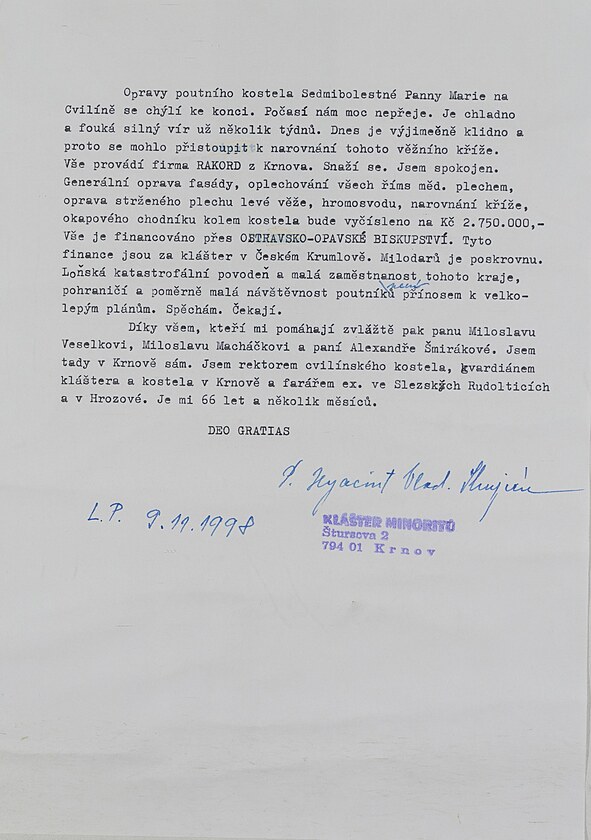 Opravy poutního kostela Sedmibolestné Panny Marie na
Cvilíně se chýlí ke konci. Počasí nám moc nepřeje. Je chladno
a fouká silný vír už několik týdnů. Dnes je výjimeěně klidno a
proto se mohlo přistoupit k narovnání tohoto věžního kříže.
Vše provádí firma RAKORD z Krnova. Snaží se. Jsem spokojen.
Generální oprava fasády, oplechování všech říms měd. plechem,
oprava strženého plechu levé věže, hromosvodu, narovnání kříže,
okapového chodníku kolem kostela bude vyčísleno na Kč 2.750.000,-
Vše je financováno přes OSTRAVSKO-OPAVSKÉ BISKUPSTVÍ. Tyto
finance jsou za klášter v Českém Krumlově. Milodarů je poskrovnu.
Loňská katastrofální povodeň a malá zaměstnanost tohoto kraje,
pohraničí a poměrně malá návštěvnost poutníků není přínosem k velko-
lepým plánům. Spěchám. Čekají.
Díky všem, kteří mi pomáhají zvláště pak panu Miloslavu
Veselkovi, Miloslavu Macháčkovi a paní Alexandře Šmirákové. Jsem
tady v Krnově sám. Jsem rektorem cvilínského kostela, kvardiánem
kláštera a kostela v Krnově a farářem ex. ve Slezských Rudolticích
a v Hrozové. Je mi 66 let a několik měsíců.
DEO GRATIAS
P. Hyacint Vlad.
L.P. 9.11.1998
KLÁŠTER MINORITŮ
Štursova 2
794 01 Krnov